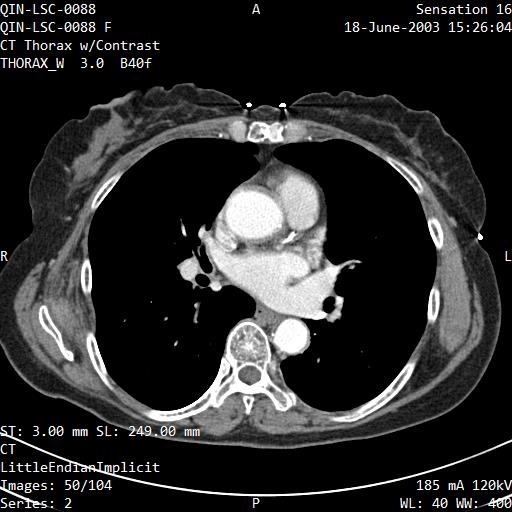 QIN-LSC-0088 A Sensation 16
QIN-LSC-0088 F 18-June-2003 15:26:04
CT Thorax w/Contrast
THORAX_W 3.0 B40f
R L
ST: 3.00 mm SL: 249.00 mm
CT
LittleEndianImplicit
Images: 50/104 185 mA 120kV
Series: 2 P WL: 40 WW: 400